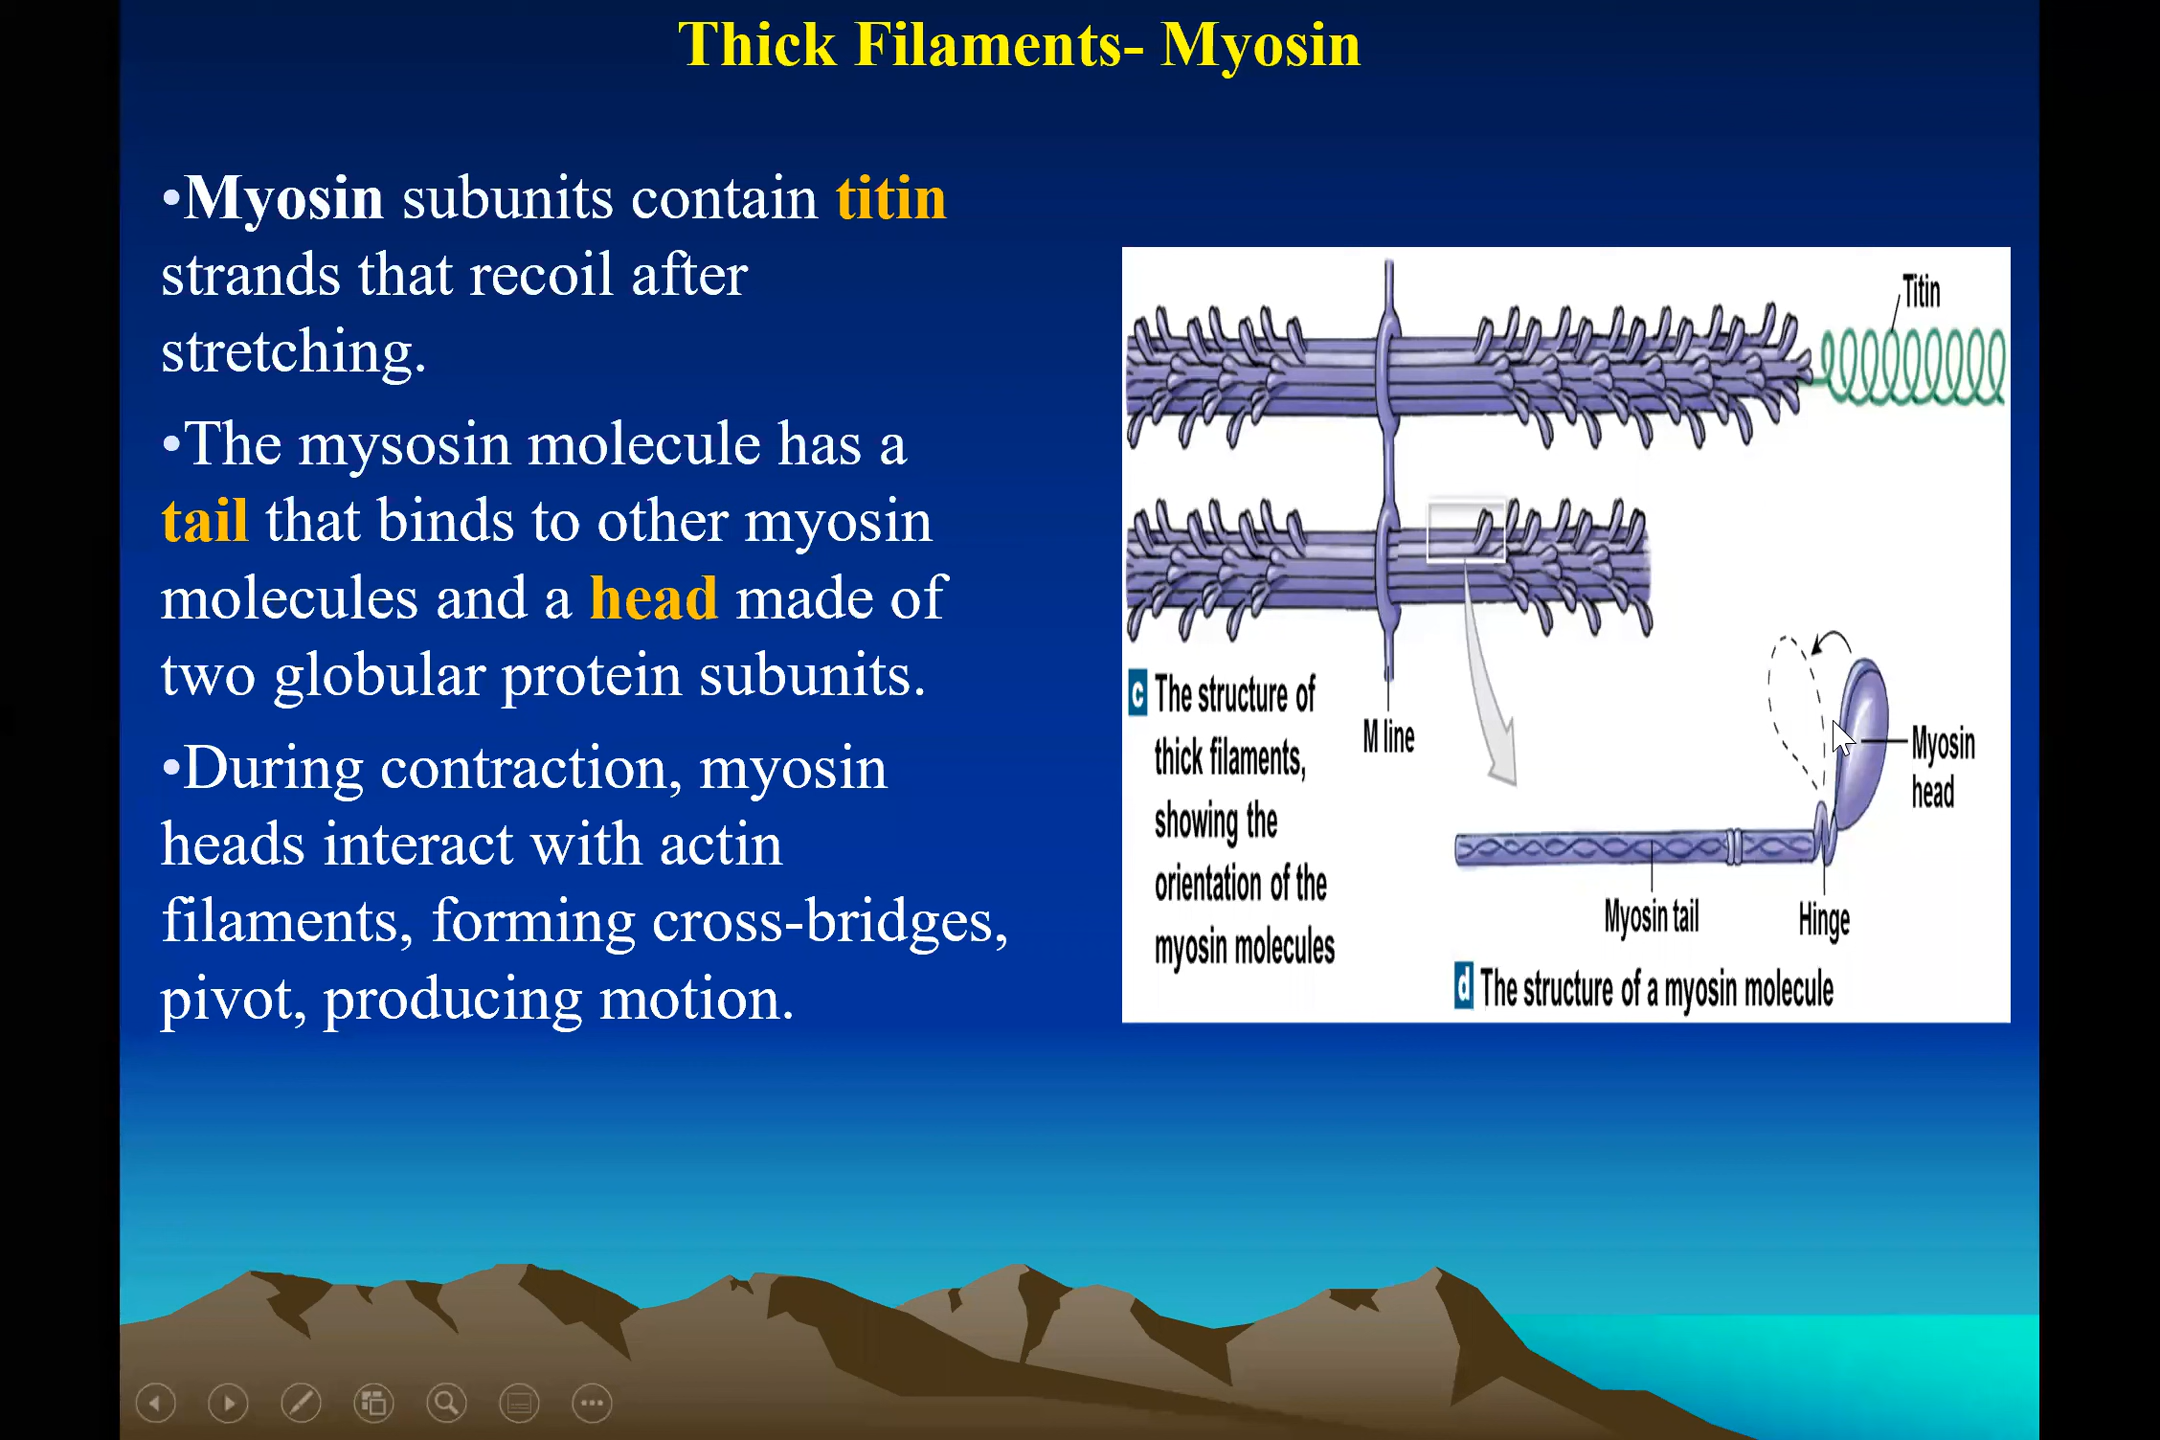 Thick Filaments- Myosin
•Myosin subunits contain titin
strands that recoil after
stretching.
•The mysosin molecule has a
tail that binds to other myosin
molecules and a head made of
two globular protein subunits.
•During contraction, myosin
heads interact with actin
filaments, forming cross-bridges,
pivot, producing motion.
Titin
M line
c The structure of
thick filaments,
showing the
orientation of the
myosin molecules
Myosin
head
Myosin tail
Hinge
d The structure of a myosin molecule